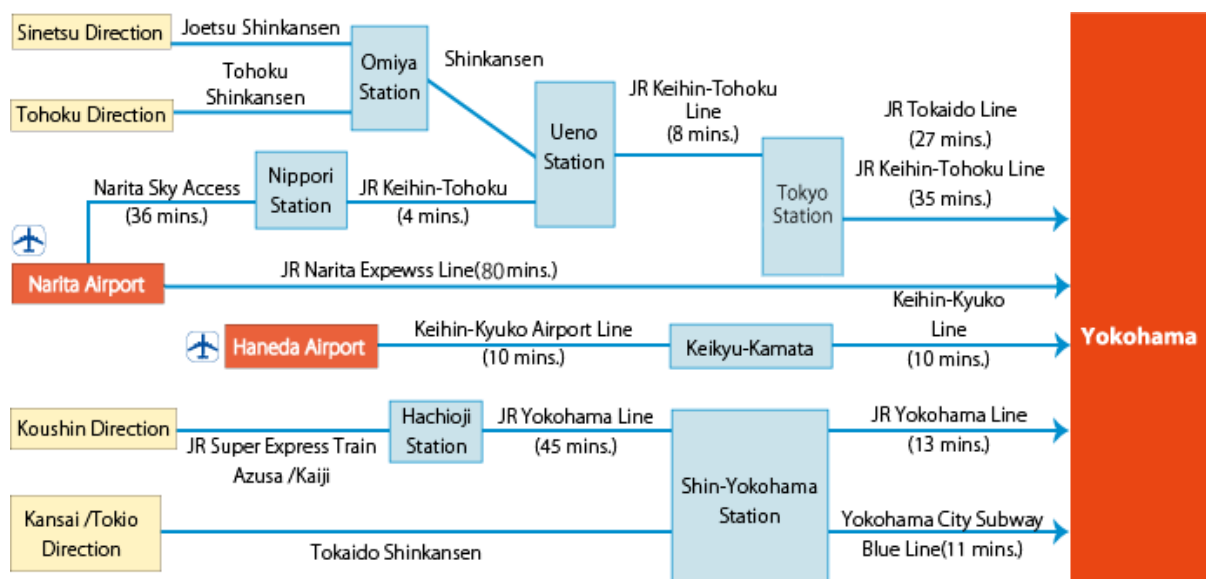 Sinetsu Direction
Joetsu Shinkansen
Omiya
Station
Shinkansen
Tohoku
Shinkansen
Tohoku Direction
Ueno
Station
JR Keihin-Tohoku
Line
(8 mins.)
JR Tokaido Line
(27 mins.)
JR Keihin-Tohoku Line
(35 mins.)
Narita Sky Access
(36 mins.)
Nippori
Station
JR Keihin-Tohoku
(4 mins.)
Tokyo
Station
Narita Airport
JR Narita Expewss Line(80mins.)
Haneda Airport
Keihin-Kyuko Airport Line
(10 mins.)
Keikyu-Kamata
Keihin-Kyuko
Line
(10 mins.)
Yokohama
Koushin Direction
JR Super Express Train
Azusa /Kaiji
Hachioji
Station
JR Yokohama Line
(45 mins.)
Shin-Yokohama
Station
JR Yokohama Line
(13 mins.)
Kansai /Tokio
Direction
Tokaido Shinkansen
Yokohama City Subway
Blue Line(11 mins.)